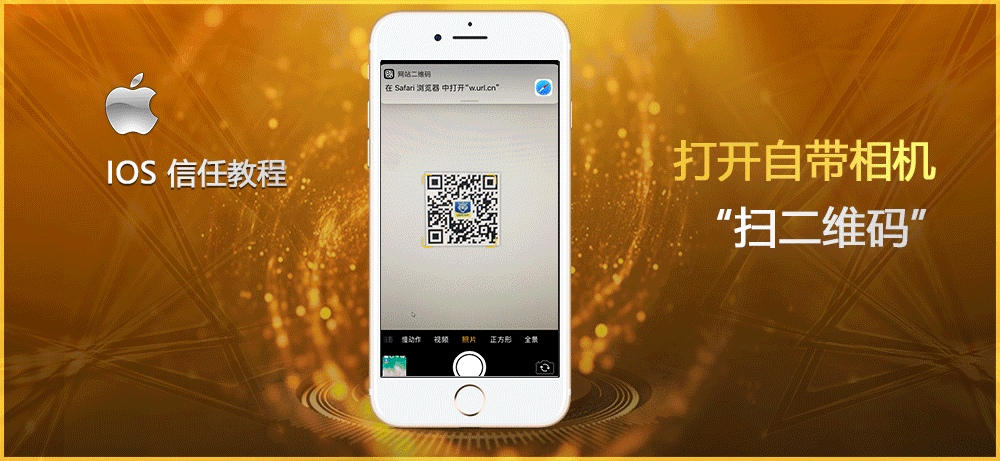 IOS 信任教程
网站二维码
在 Safari 浏览器 中打开“w.url.cn”
慢动作 视频 照片 正方形 全景
打开自带相机
“扫二维码”